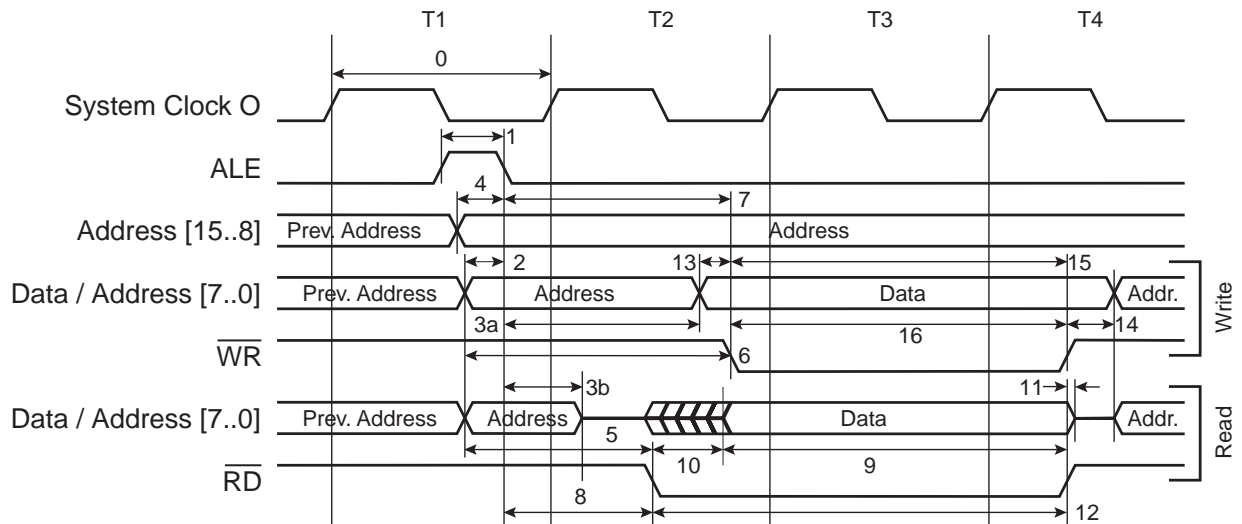 T1 T2 T3 T4
0
System Clock O
1
ALE
4 7
Address [15..8] Prev. Address Address
2 13 15
Data / Address [7..0] Prev. Address Address Data Addr.
3a 16 14
WR 6
Write
3b 11
Data / Address [7..0] Prev. Address Address Data Addr.
5 10 9
RD
8 12
Read